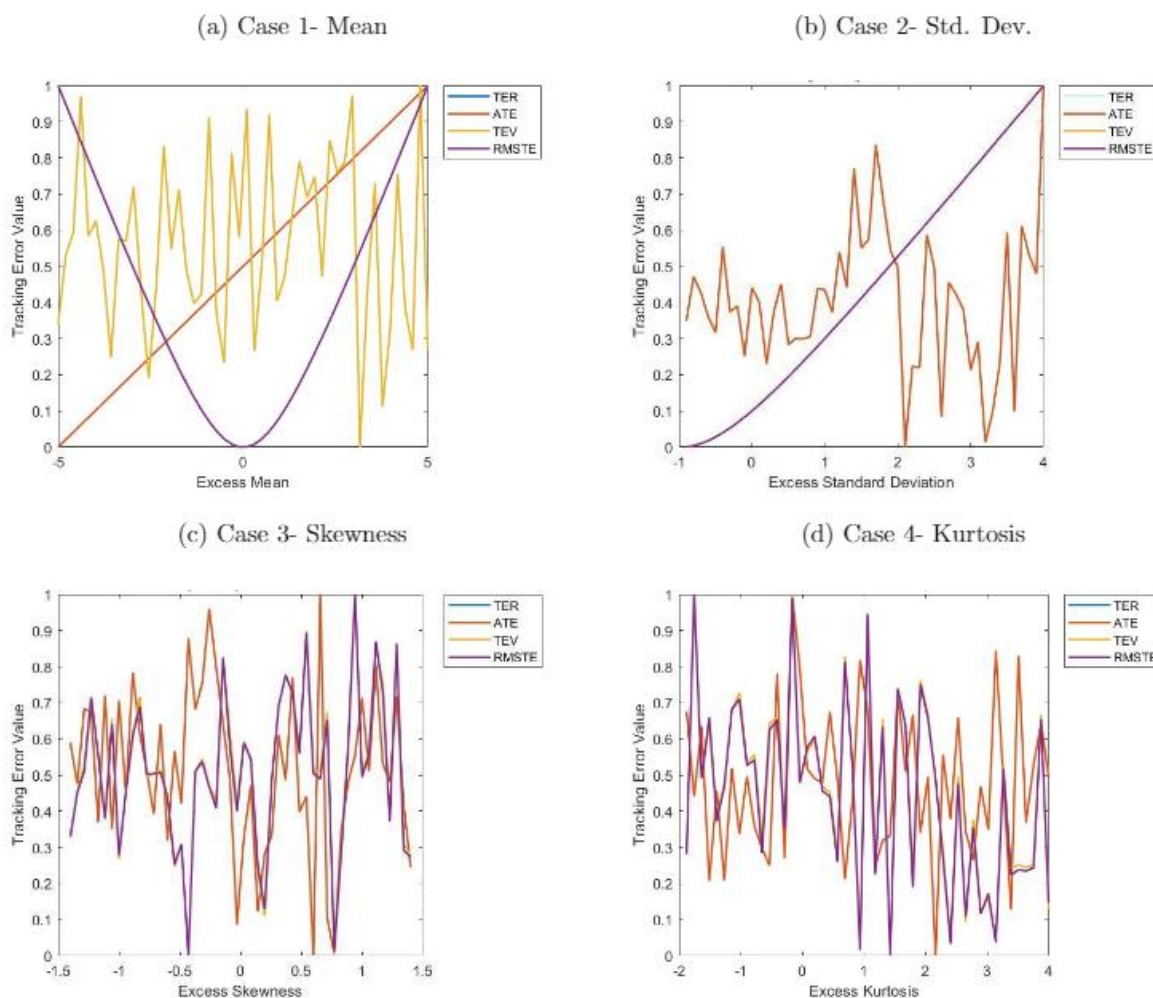 (a) Case 1- Mean
(b) Case 2- Std. Dev.
1
0.9
0.8
0.7
0.6
0.5
0.4
0.3
0.2
0.1
0
Tracking Error Value
-5
0
5
Excess Mean
TER
ATE
TEV
RMSTE
1
0.9
0.8
0.7
0.6
0.5
0.4
0.3
0.2
0.1
0
Tracking Error Value
-1
0
1
2
3
4
Excess Standard Deviation
TER
ATE
TEV
RMSTE
(c) Case 3- Skewness
(d) Case 4- Kurtosis
1
0.9
0.8
0.7
0.6
0.5
0.4
0.3
0.2
0.1
0
Tracking Error Value
-1.5
-1
-0.5
0
0.5
1
1.5
Excess Skewness
TER
ATE
TEV
RMSTE
1
0.9
0.8
0.7
0.6
0.5
0.4
0.3
0.2
0.1
0
Tracking Error Value
-2
-1
0
1
2
3
4
Excess Kurtosis
TER
ATE
TEV
RMSTE